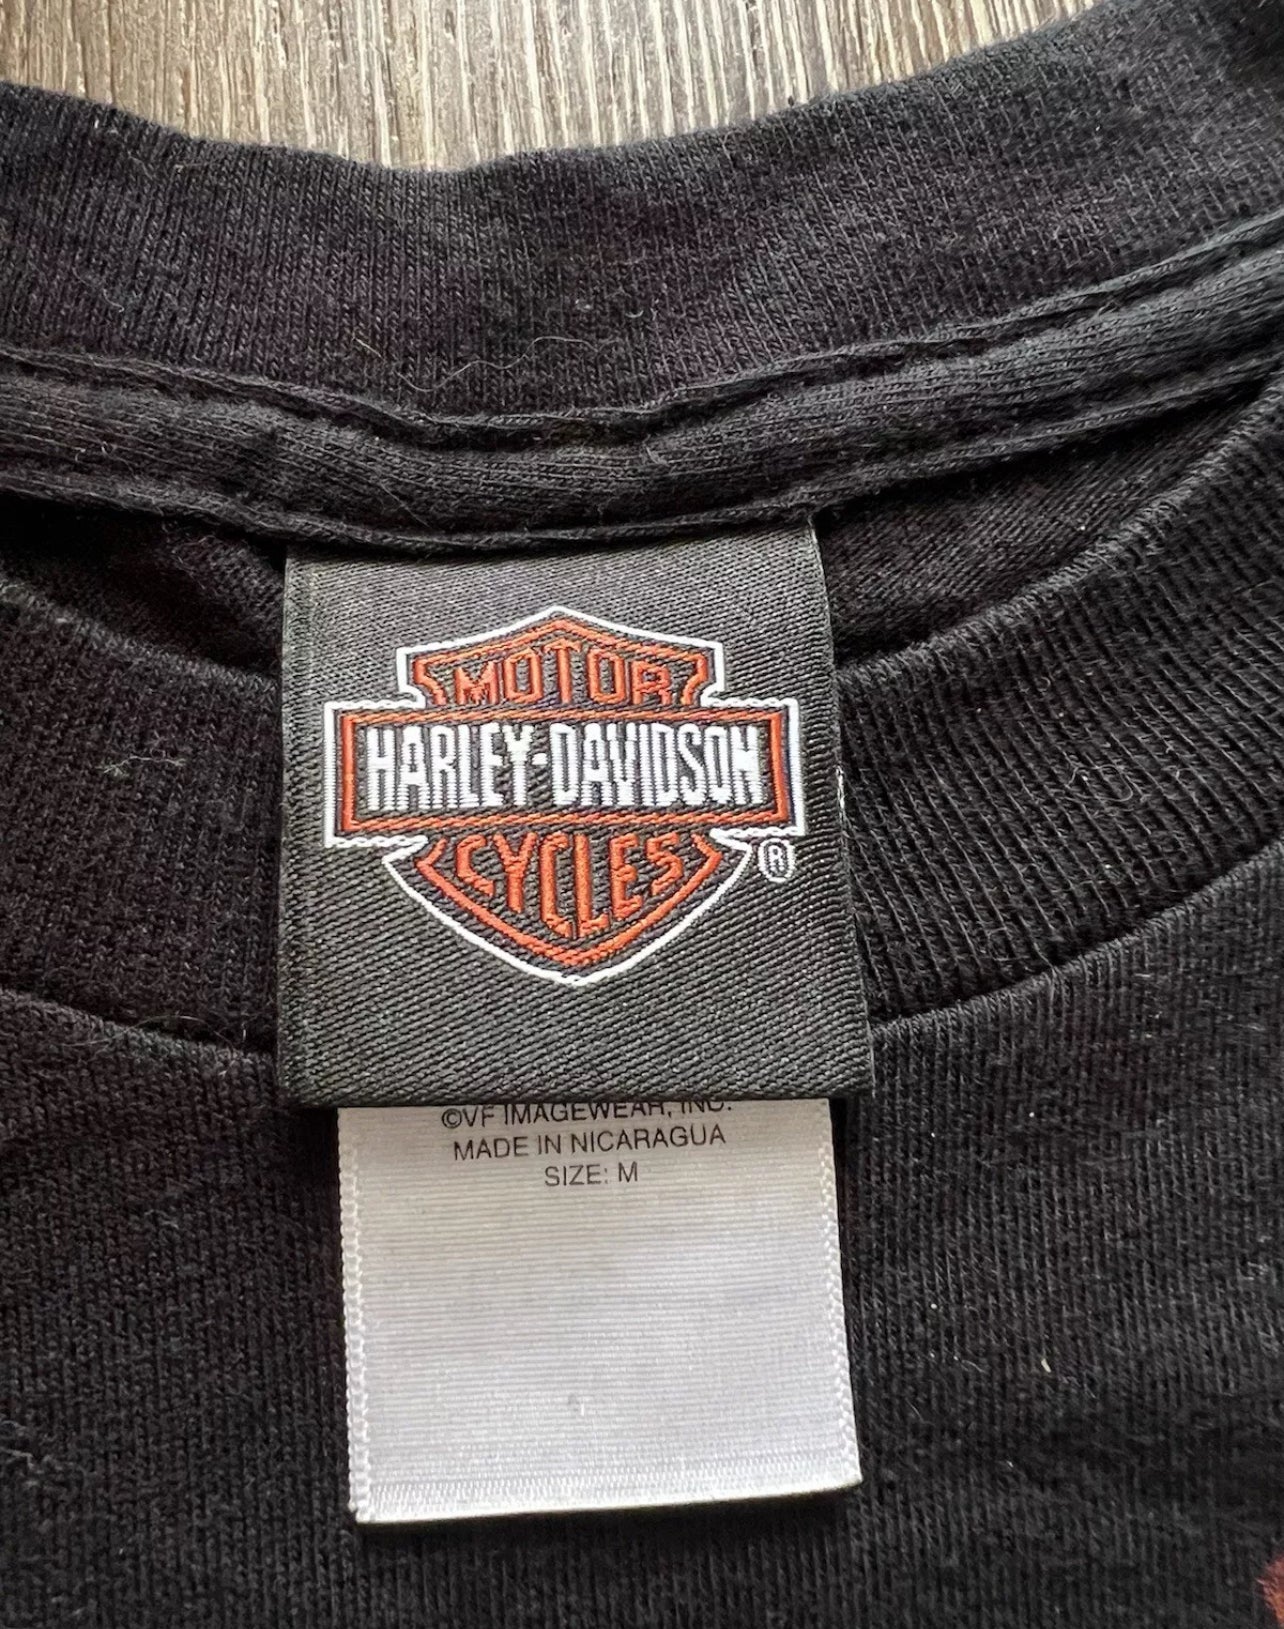 MOTOR
HARLEY-DAVIDSON
CYCLES
®
©VF IMAGEWEAR, INC.
MADE IN NICARAGUA
SIZE: M